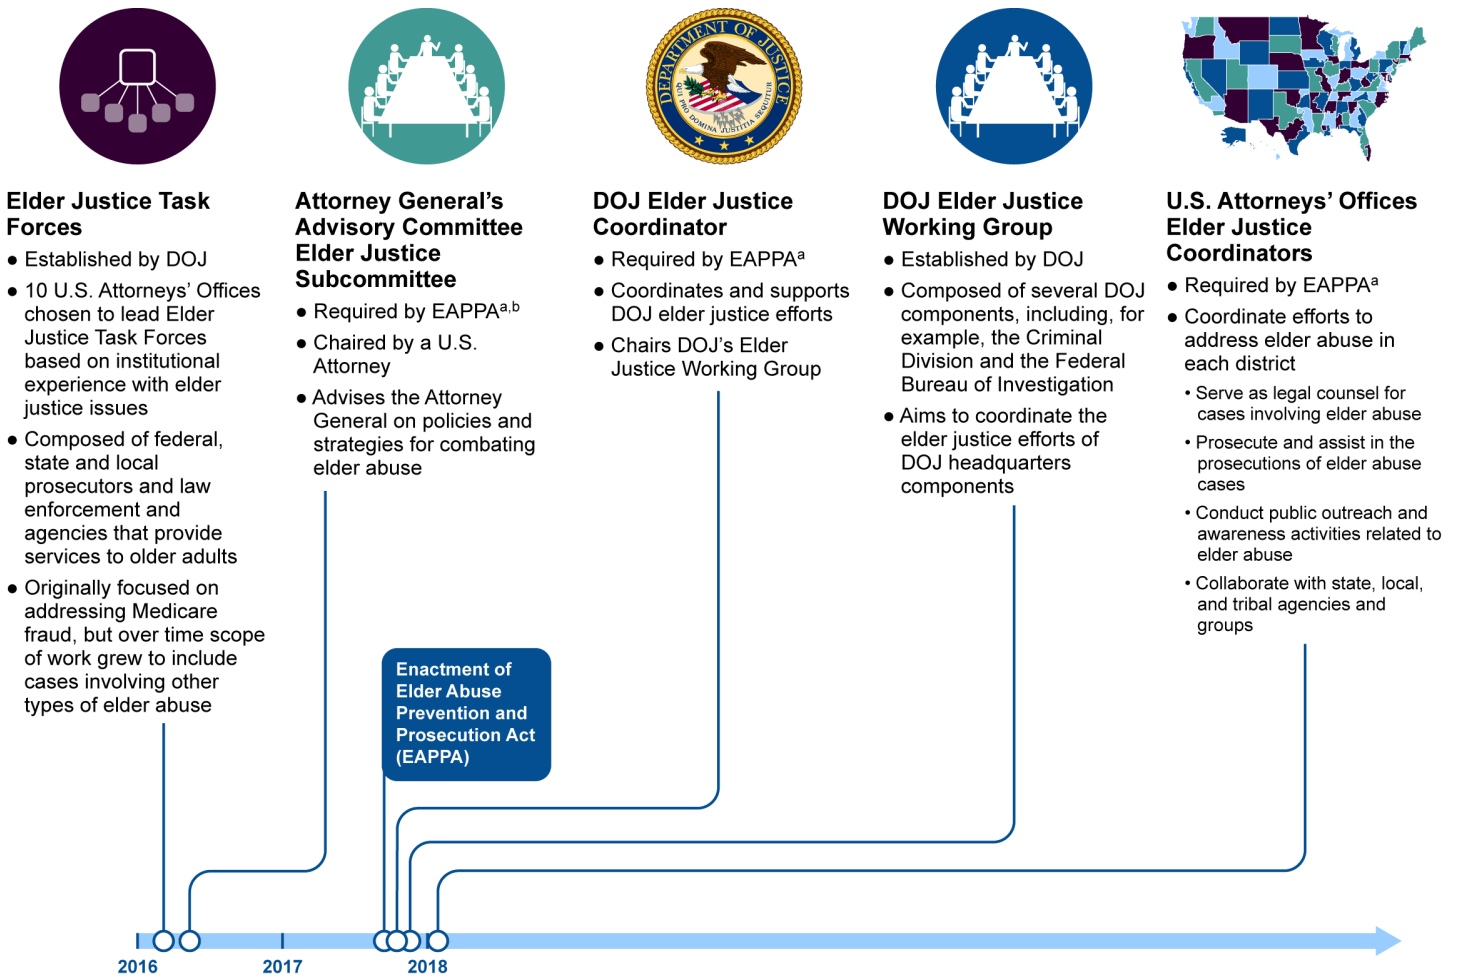 DEPARTMENT OF JUSTICE
QUI PRO DOMINA JUSTITIA SEQUITUR
Elder Justice Task
Forces
● Established by DOJ
● 10 U.S. Attorneys’ Offices
chosen to lead Elder
Justice Task Forces
based on institutional
experience with elder
justice issues
● Composed of federal,
state and local
prosecutors and law
enforcement and
agencies that provide
services to older adults
● Originally focused on
addressing Medicare
fraud, but over time scope
of work grew to include
cases involving other
types of elder abuse
Attorney General’s
Advisory Committee
Elder Justice
Subcommittee
● Required by EAPPAa,b
● Chaired by a U.S.
Attorney
● Advises the Attorney
General on policies and
strategies for combating
elder abuse
DOJ Elder Justice
Coordinator
● Required by EAPPAa
● Coordinates and supports
DOJ elder justice efforts
● Chairs DOJ’s Elder
Justice Working Group
DOJ Elder Justice
Working Group
● Established by DOJ
● Composed of several DOJ
components, including, for
example, the Criminal
Division and the Federal
Bureau of Investigation
● Aims to coordinate the
elder justice efforts of
DOJ headquarters
components
U.S. Attorneys’ Offices
Elder Justice
Coordinators
● Required by EAPPAa
● Coordinate efforts to
address elder abuse in
each district
• Serve as legal counsel for
cases involving elder abuse
• Prosecute and assist in the
prosecutions of elder abuse
cases
• Conduct public outreach and
awareness activities related to
elder abuse
• Collaborate with state, local,
and tribal agencies and
groups
Enactment of
Elder Abuse
Prevention and
Prosecution Act
(EAPPA)
2016
2017
2018